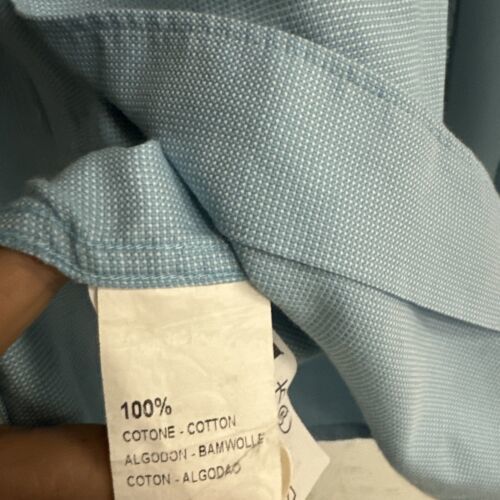 100%
COTONE - COTTON
ALGODON - BAMWOLLE
COTON - ALGODAO